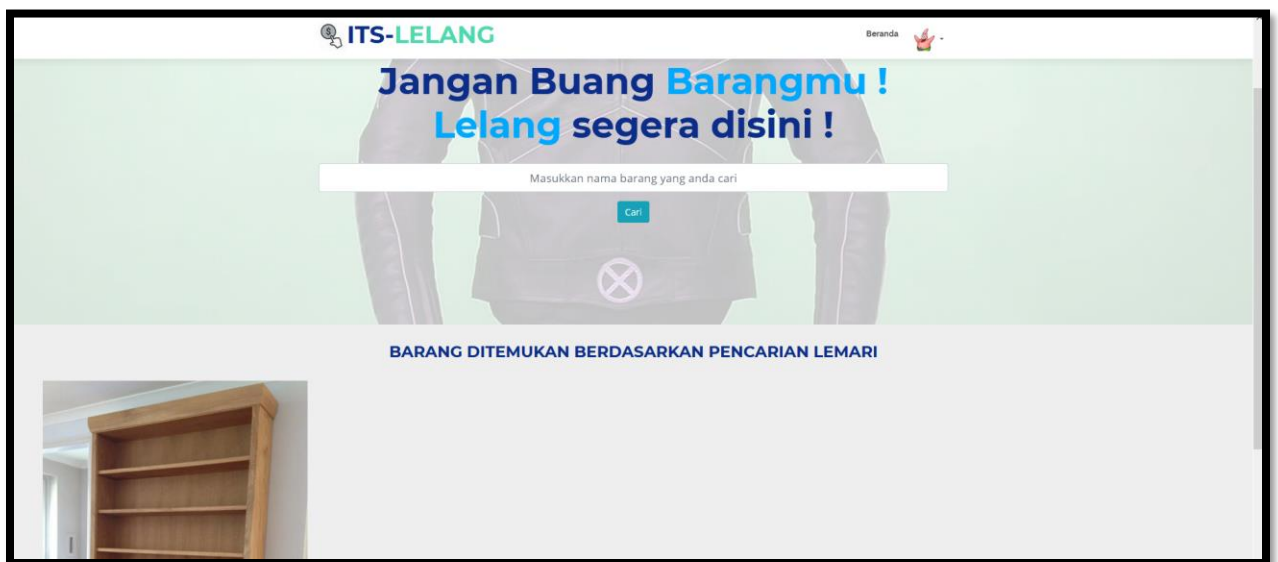 ITS-LELANG
Beranda
Jangan Buang Barangmu !
Lelang segera disini !
Masukkan nama barang yang anda cari
Cari
BARANG DITEMUKAN BERDASARKAN PENCARIAN LEMARI